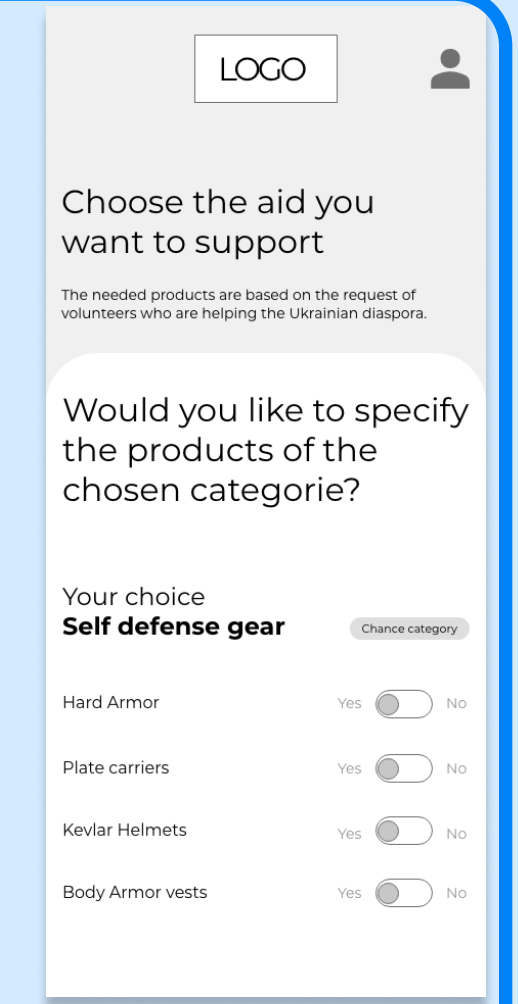 LOGO
Choose the aid you
want to support
The needed products are based on the request of
volunteers who are helping the Ukrainian diaspora.
Would you like to specify
the products of the
chosen categorie?
Your choice
Self defense gear
Chance category
Hard Armor Yes No
Plate carriers Yes No
Kevlar Helmets Yes No
Body Armor vests Yes No